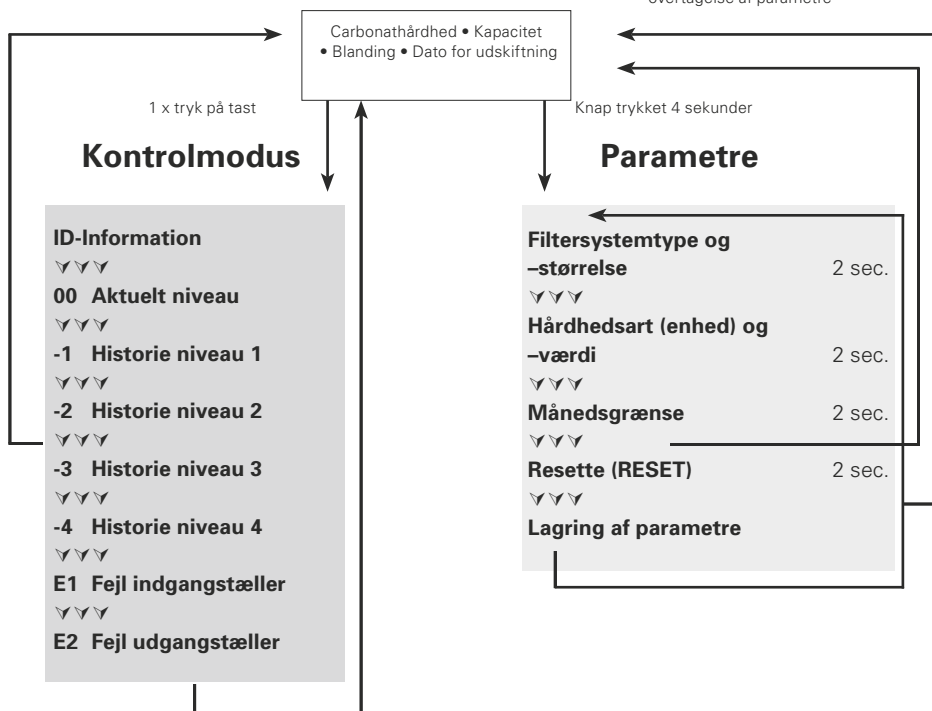 overtagelse af parametre
Carbonathårdhed • Kapacitet
• Blanding • Dato for udskiftning
1 x tryk på tast
Knap trykket 4 sekunder
Kontrolmodus
ID-Information
00 Aktuelt niveau
-1 Historie niveau 1
-2 Historie niveau 2
-3 Historie niveau 3
-4 Historie niveau 4
E1 Fejl indgangstæller
E2 Fejl udgangstæller
Parametre
Filtersystemtype og
–størrelse 2 sec.
Hårdhedsart (enhed) og
–værdi 2 sec.
Månedsgrænse 2 sec.
Resette (RESET) 2 sec.
Lagring af parametre